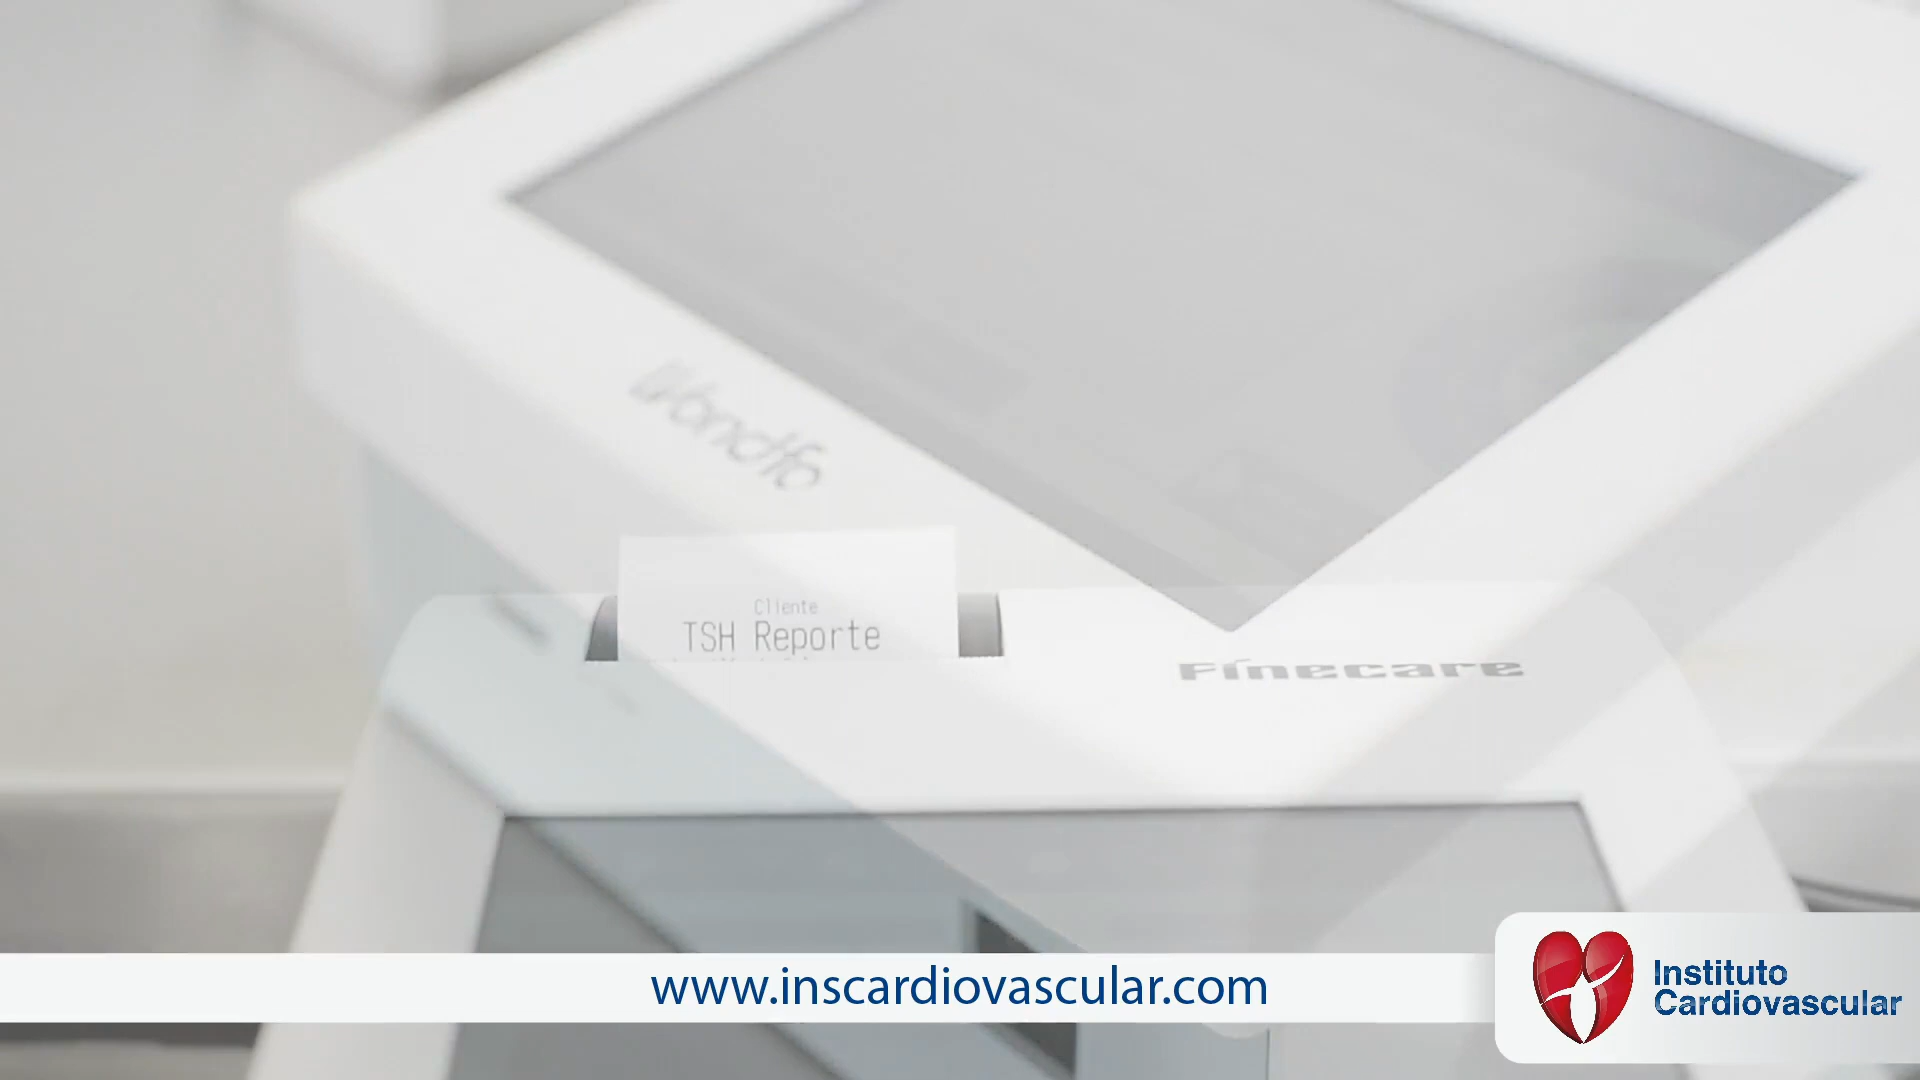 Wondfo
Cliente
TSH Reporte
Finecare
www.inscardiovascular.com
Instituto
Cardiovascular